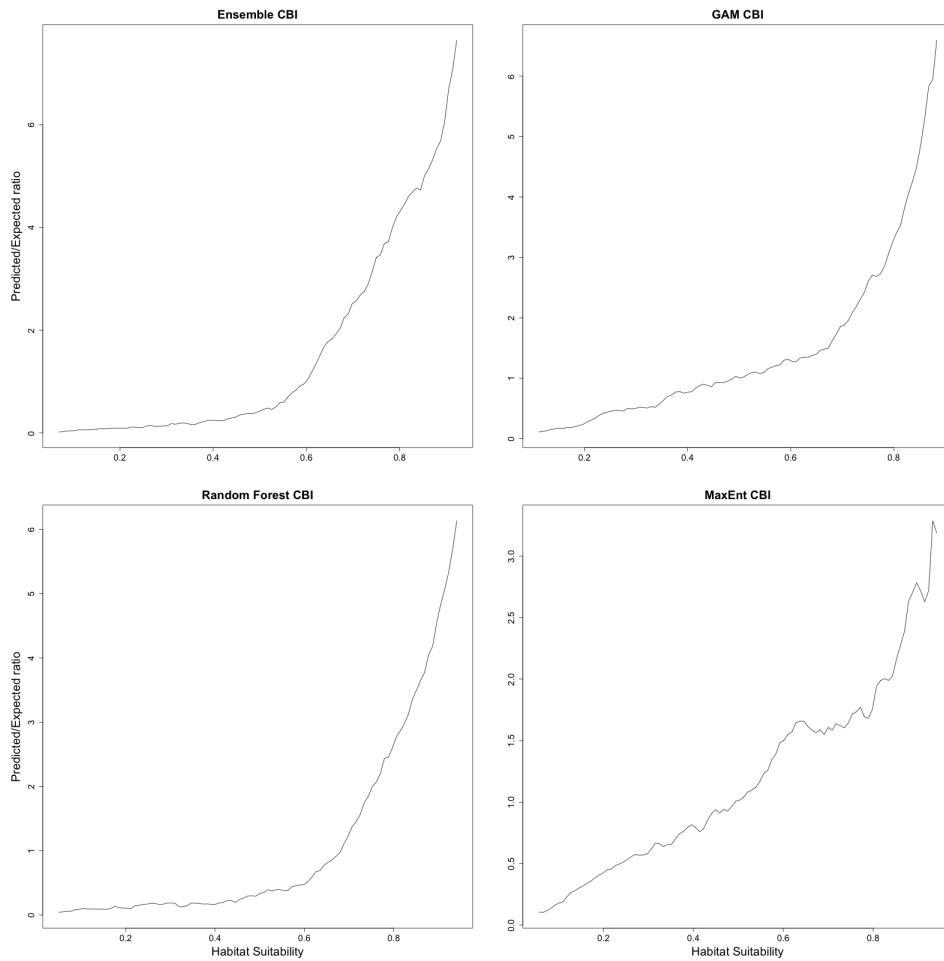 Ensemble CBI
Predicted/Expected ratio
6
4
2
0
0.2 0.4 0.6 0.8
GAM CBI
6
5
4
3
2
1
0
0.2 0.4 0.6 0.8
Random Forest CBI
Predicted/Expected ratio
6
5
4
3
2
1
0
0.2 0.4 0.6 0.8
Habitat Suitability
MaxEnt CBI
3.0
2.5
2.0
1.5
1.0
0.5
0.0
0.2 0.4 0.6 0.8
Habitat Suitability